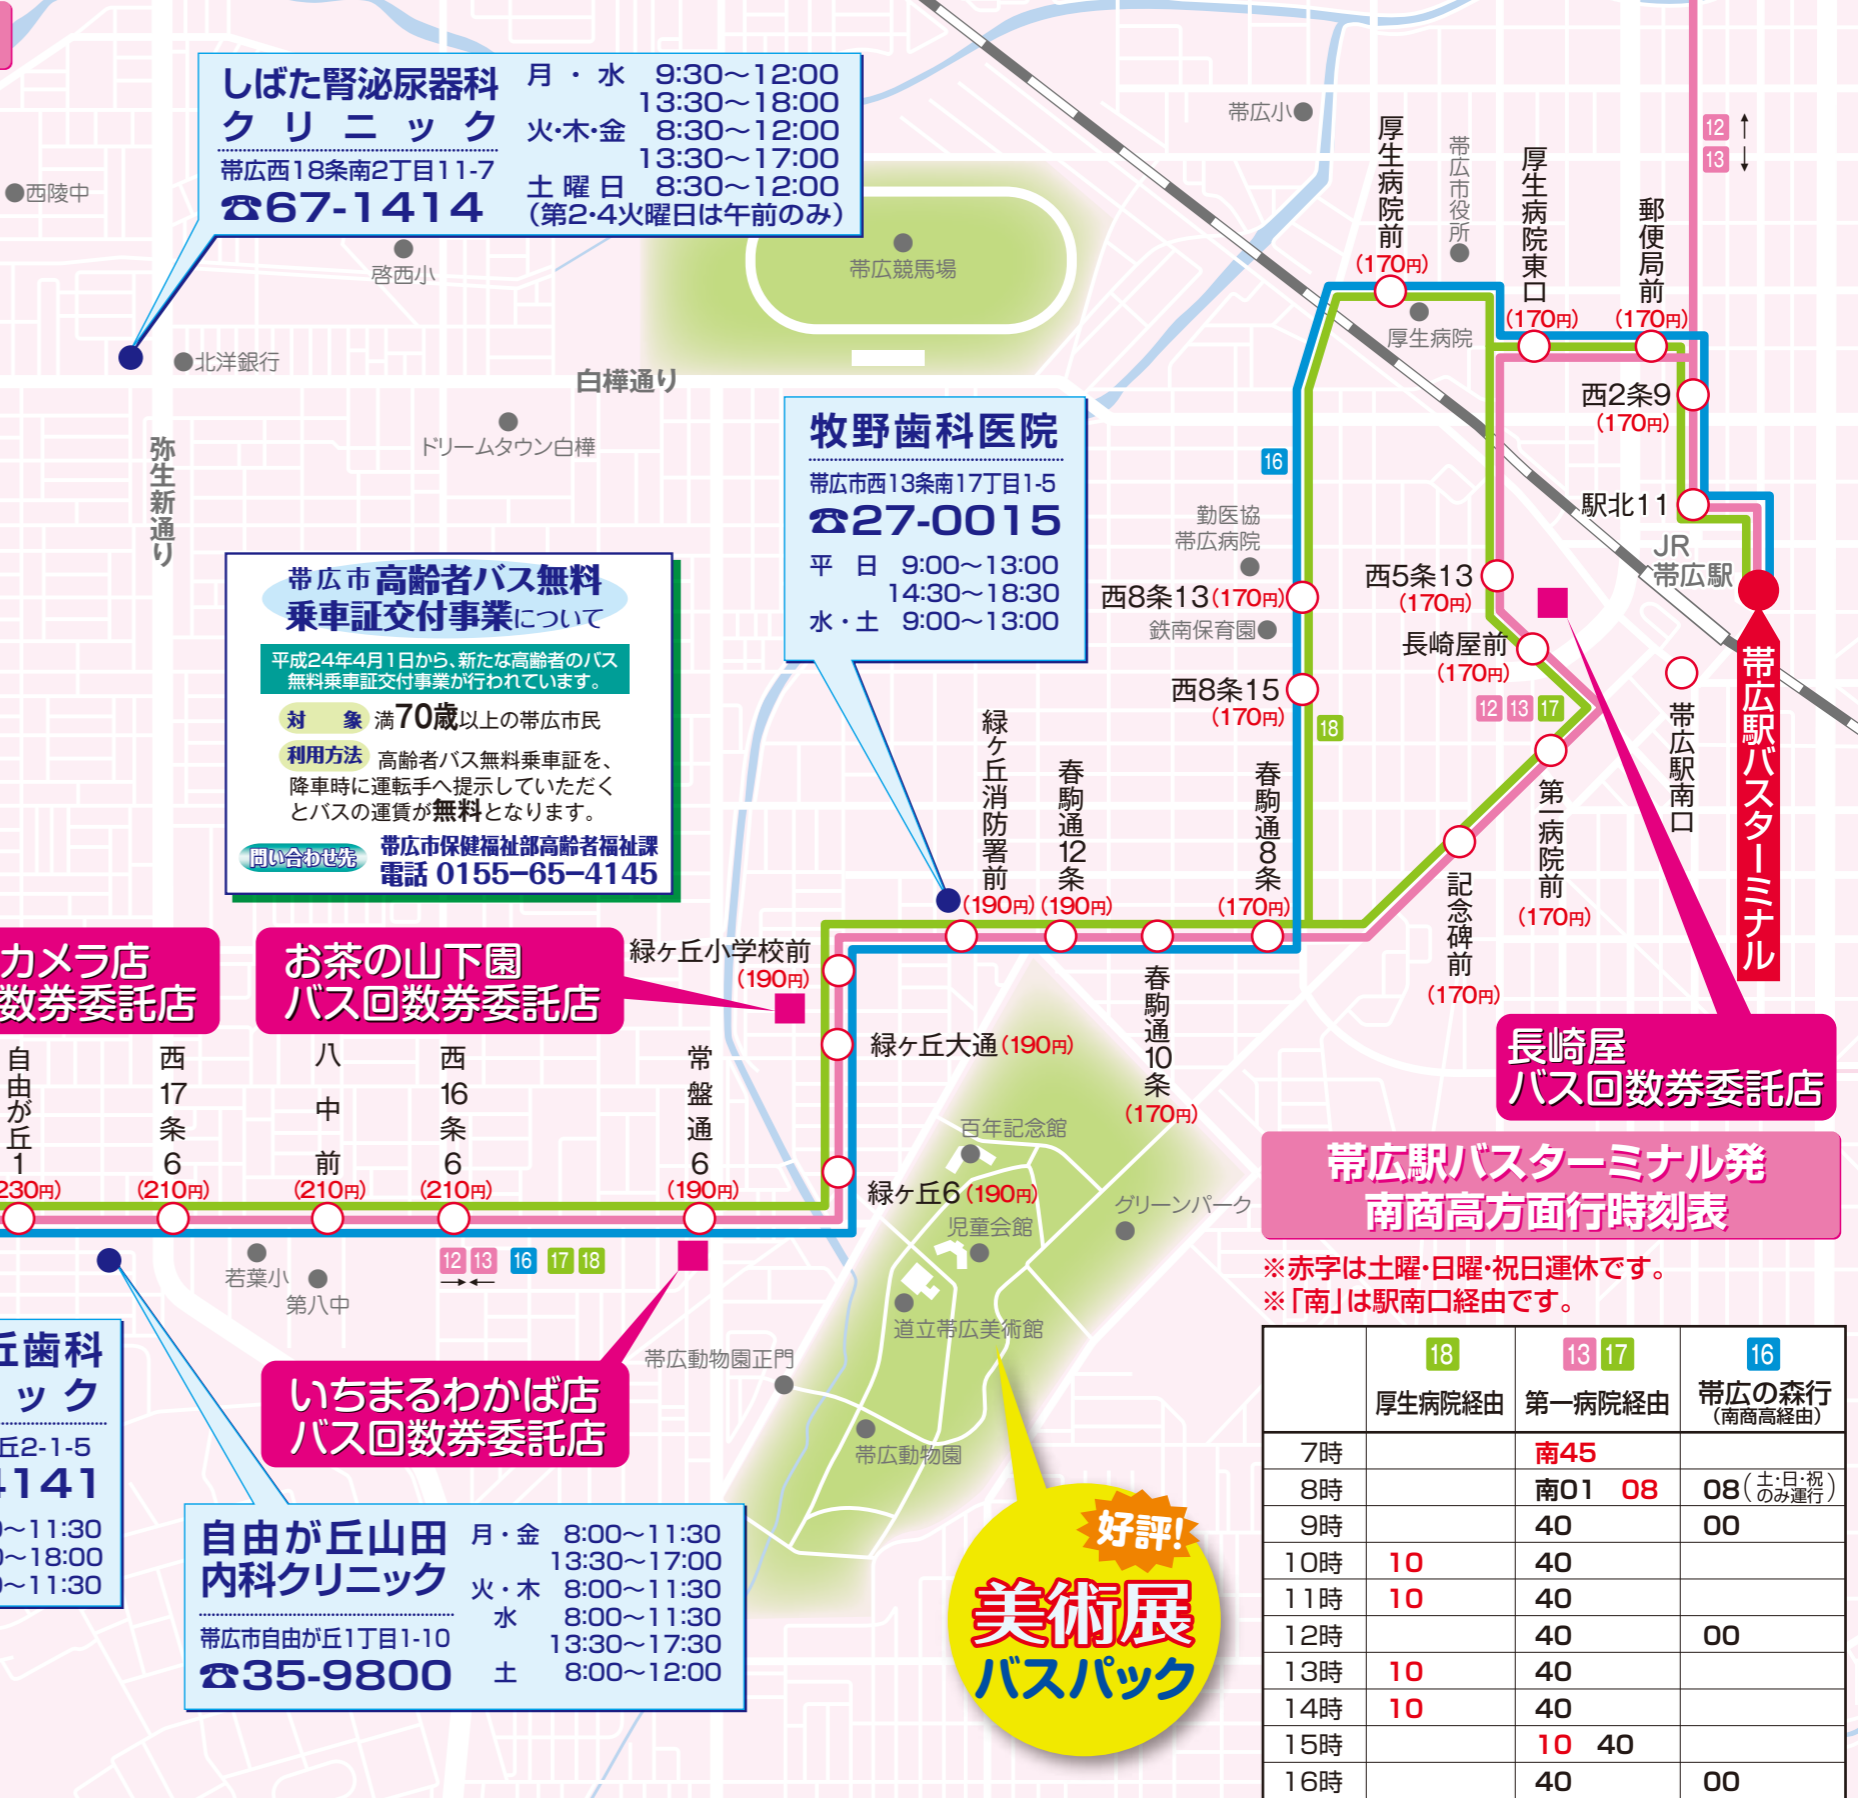 しばた腎泌尿器科
クリニック
帯広西18条南2丁目11-7
☎67-1414
月・水 9:30〜12:00
13:30〜18:00
火・木・金 8:30〜12:00
13:30〜17:00
土曜日 8:30〜12:00
(第2・4火曜日は午前のみ)
西陵中
啓西小
北洋銀行
帯広競馬場
白樺通り
ドリームタウン白樺
弥生新通り
帯広小
厚生病院前
(170円)
帯広市役所
厚生病院
厚生病院東口
(170円)
郵便局前
(170円)
12 ↑
13 ↓
西2条9
(170円)
駅北11
JR
帯広駅
帯広駅バスターミナル
帯広駅南口
牧野歯科医院
帯広市西13条南17丁目1-5
☎27-0015
平日 9:00〜13:00
14:30〜18:30
水・土 9:00〜13:00
16
勤医協
帯広病院
西8条13(170円)
鉄南保育園
西8条15
(170円)
18
西5条13
(170円)
長崎屋前
(170円)
12 13 17
第一病院前
(170円)
記念碑前
(170円)
帯広市高齢者バス無料
乗車証交付事業について
平成24年4月1日から、新たな高齢者のバス
無料乗車証交付事業が行われています。
対象 満70歳以上の帯広市民
利用方法 高齢者バス無料乗車証を、
降車時に運転手へ提示していただく
とバスの運賃が無料となります。
問い合わせ先 帯広市保健福祉部高齢者福祉課
電話 0155−65−4145
緑ヶ丘消防署前
(190円)
春駒通12条
(190円)
春駒通8条
(170円)
春駒通10条
(170円)
カメラ店
数券委託店
お茶の山下園
バス回数券委託店
緑ヶ丘小学校前
(190円)
緑ヶ丘大通(190円)
緑ヶ丘6(190円)
長崎屋
バス回数券委託店
自由が丘1
230円)
西17条6
(210円)
八中前
(210円)
西16条6
(210円)
常盤通6
(190円)
12 13 16 17 18
→←
若葉小
第八中
百年記念館
児童会館
グリーンパーク
道立帯広美術館
帯広動物園正門
帯広動物園
いちまるわかば店
バス回数券委託店
丘歯科
ック
丘2-1-5
4141
〜11:30
〜18:00
〜11:30
自由が丘山田
内科クリニック
帯広市自由が丘1丁目1-10
☎35-9800
月・金 8:00〜11:30
13:30〜17:00
火・木 8:00〜11:30
水 8:00〜11:30
13:30〜17:30
土 8:00〜12:00
好評!
美術展
バスパック
帯広駅バスターミナル発
南商高方面行時刻表
※赤字は土曜・日曜・祝日運休です。
※「南」は駅南口経由です。
18 13 17 16
厚生病院経由 第一病院経由 帯広の森行
(南商高経由)
7時 南45
8時 南01 08 08(土・日・祝のみ運行)
9時 40 00
10時 10 40
11時 10 40
12時 40 00
13時 10 40
14時 10 40
15時 10 40
16時 40 00